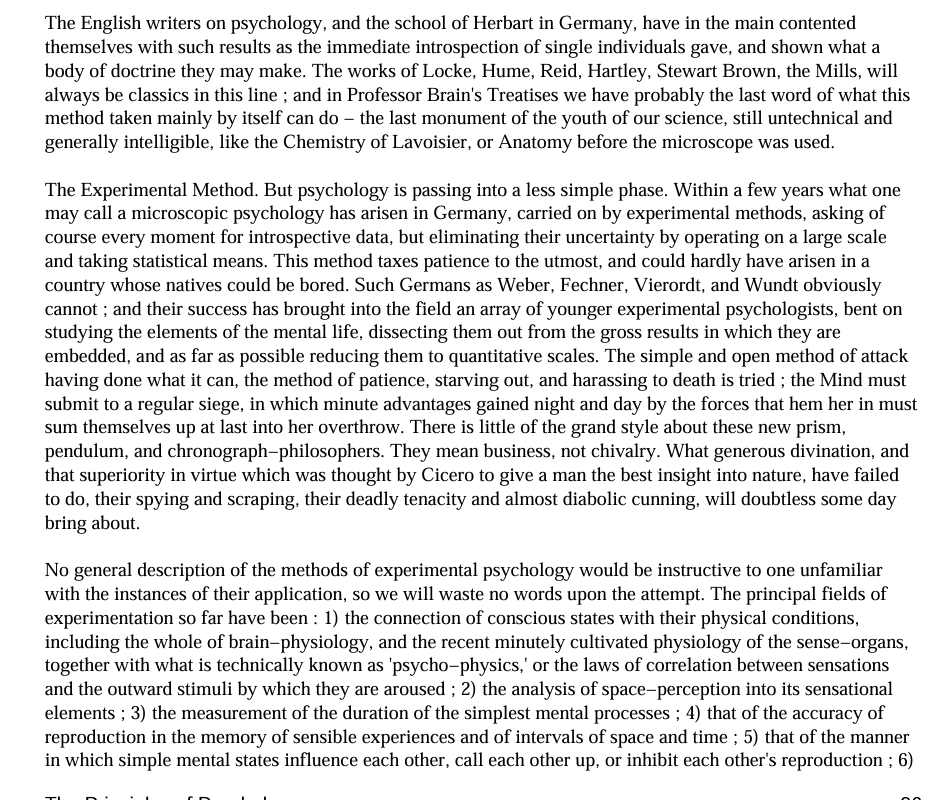 The English writers on psychology, and the school of Herbart in Germany, have in the main contented
themselves with such results as the immediate introspection of single individuals gave, and shown what a
body of doctrine they may make. The works of Locke, Hume, Reid, Hartley, Stewart Brown, the Mills, will
always be classics in this line ; and in Professor Brain's Treatises we have probably the last word of what this
method taken mainly by itself can do − the last monument of the youth of our science, still untechnical and
generally intelligible, like the Chemistry of Lavoisier, or Anatomy before the microscope was used.
The Experimental Method. But psychology is passing into a less simple phase. Within a few years what one
may call a microscopic psychology has arisen in Germany, carried on by experimental methods, asking of
course every moment for introspective data, but eliminating their uncertainty by operating on a large scale
and taking statistical means. This method taxes patience to the utmost, and could hardly have arisen in a
country whose natives could be bored. Such Germans as Weber, Fechner, Vierordt, and Wundt obviously
cannot ; and their success has brought into the field an array of younger experimental psychologists, bent on
studying the elements of the mental life, dissecting them out from the gross results in which they are
embedded, and as far as possible reducing them to quantitative scales. The simple and open method of attack
having done what it can, the method of patience, starving out, and harassing to death is tried ; the Mind must
submit to a regular siege, in which minute advantages gained night and day by the forces that hem her in must
sum themselves up at last into her overthrow. There is little of the grand style about these new prism,
pendulum, and chronograph−philosophers. They mean business, not chivalry. What generous divination, and
that superiority in virtue which was thought by Cicero to give a man the best insight into nature, have failed
to do, their spying and scraping, their deadly tenacity and almost diabolic cunning, will doubtless some day
bring about.
No general description of the methods of experimental psychology would be instructive to one unfamiliar
with the instances of their application, so we will waste no words upon the attempt. The principal fields of
experimentation so far have been : 1) the connection of conscious states with their physical conditions,
including the whole of brain−physiology, and the recent minutely cultivated physiology of the sense−organs,
together with what is technically known as 'psycho−physics,' or the laws of correlation between sensations
and the outward stimuli by which they are aroused ; 2) the analysis of space−perception into its sensational
elements ; 3) the measurement of the duration of the simplest mental processes ; 4) that of the accuracy of
reproduction in the memory of sensible experiences and of intervals of space and time ; 5) that of the manner
in which simple mental states influence each other, call each other up, or inhibit each other's reproduction ; 6)